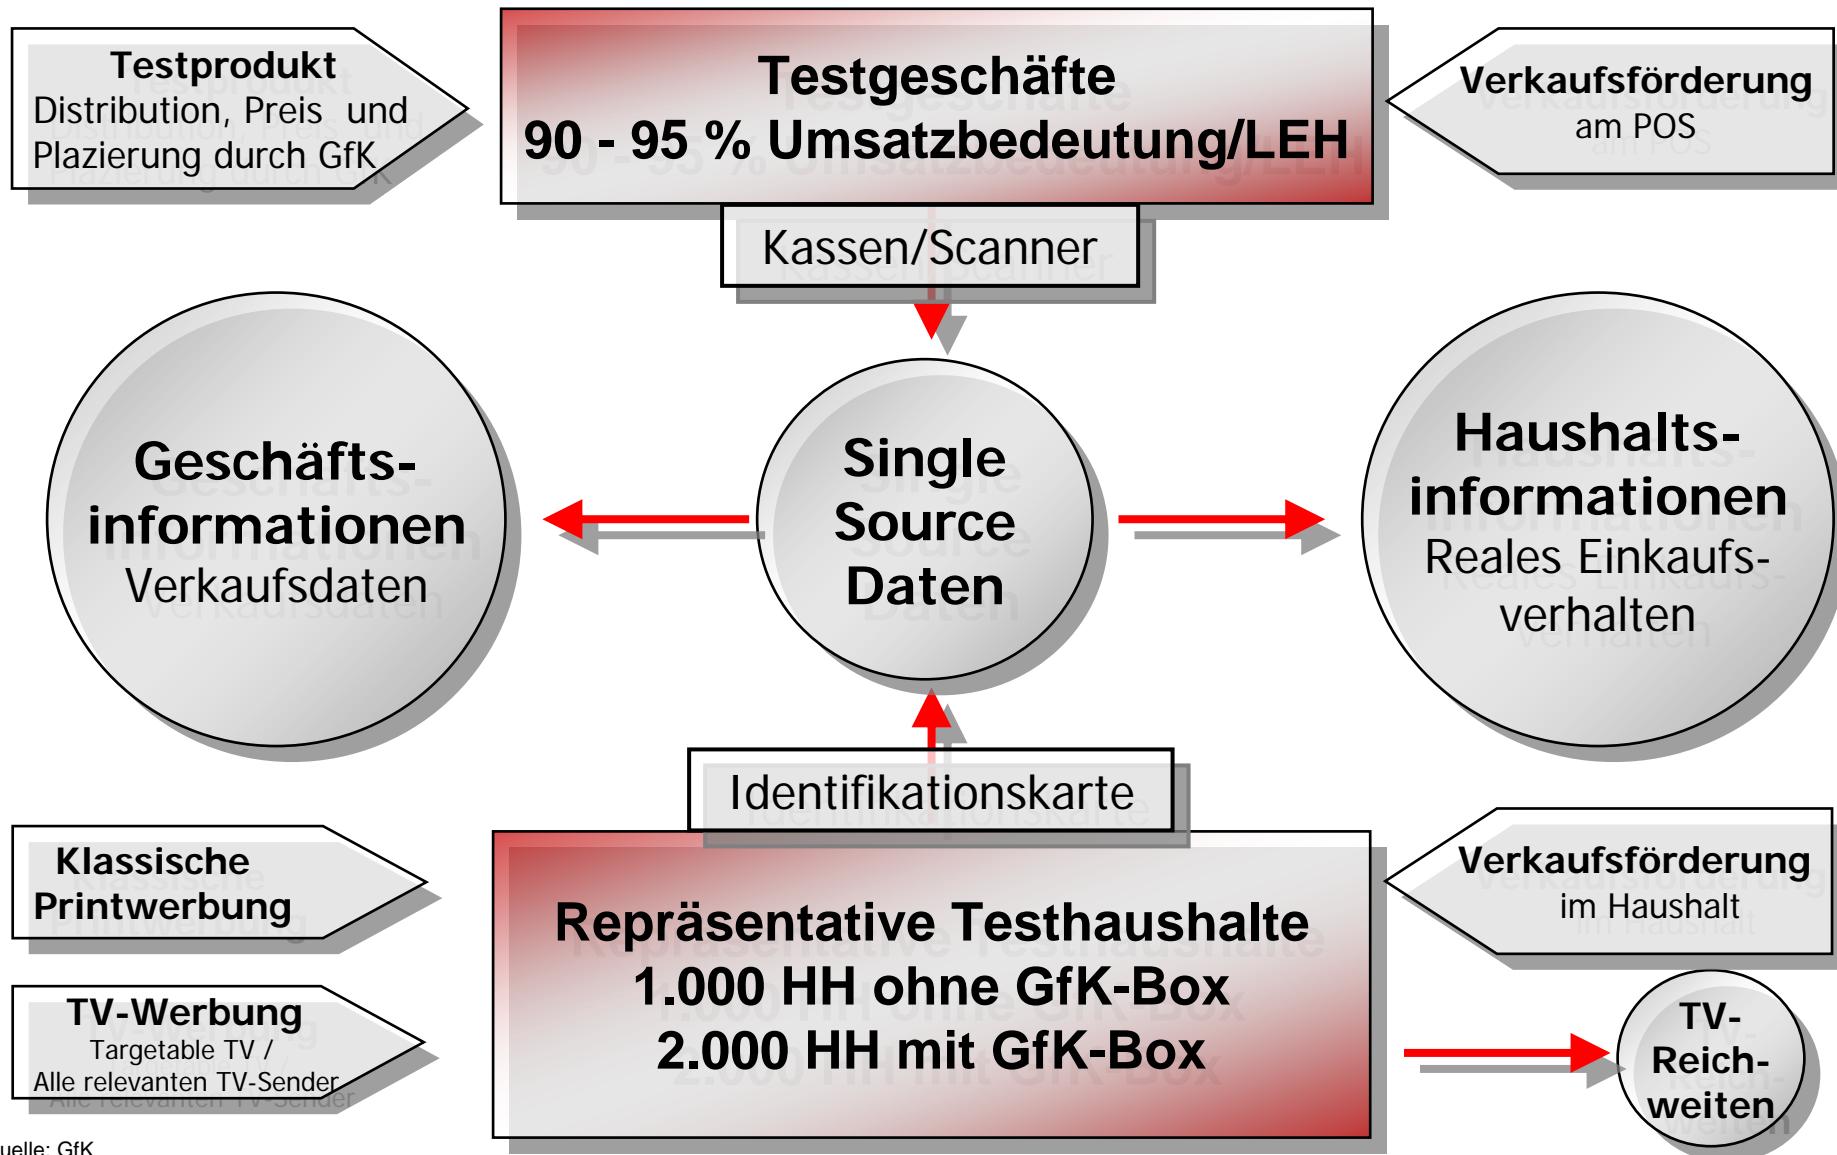 Testprodukt
Distribution, Preis und
Plazierung durch GfK
Testgeschäfte
90 - 95 % Umsatzbedeutung/LEH
Verkaufsförderung
am POS
Kassen/Scanner
Geschäfts-
informationen
Verkaufsdaten
Single
Source
Daten
Haushalts-
informationen
Reales Einkaufs-
verhalten
Identifikationskarte
Klassische
Printwerbung
Repräsentative Testhaushalte
1.000 HH ohne GfK-Box
2.000 HH mit GfK-Box
Verkaufsförderung
im Haushalt
TV-Werbung
Targetable TV /
Alle relevanten TV-Sender
TV-
Reich-
weiten
uelle: GfK